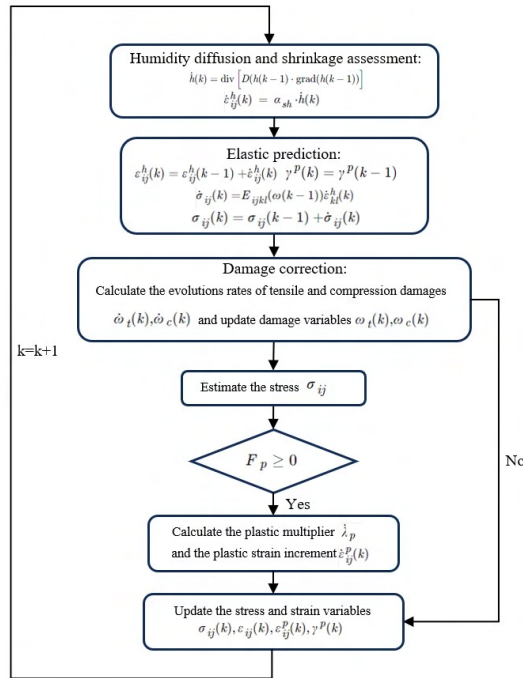 Humidity diffusion and shrinkage assessment:
ḣ(k) = div [D(h(k−1)·grad(h(k−1))]
ε̇ʰᵢⱼ(k) = αₛₕ·ḣ(k)
Elastic prediction:
εʰᵢⱼ(k) = εʰᵢⱼ(k−1) + ε̇ʰᵢⱼ(k) γᵖ(k) = γᵖ(k−1)
σ̇ᵢⱼ(k) = Eᵢⱼₖₗ(ω(k−1))ε̇ʰₖₗ(k)
σᵢⱼ(k) = σᵢⱼ(k−1) + σ̇ᵢⱼ(k)
Damage correction:
Calculate the evolutions rates of tensile and compression damages
ω̇ₜ(k),ω̇_c(k) and update damage variables ωₜ(k),ω_c(k)
k=k+1
Estimate the stress σᵢⱼ
Fₚ ≥ 0
No
Yes
Calculate the plastic multiplier λ̇ₚ
and the plastic strain increment ε̇ᵖᵢⱼ(k)
Update the stress and strain variables
σᵢⱼ(k),εᵢⱼ(k),εᵖᵢⱼ(k),γᵖ(k)